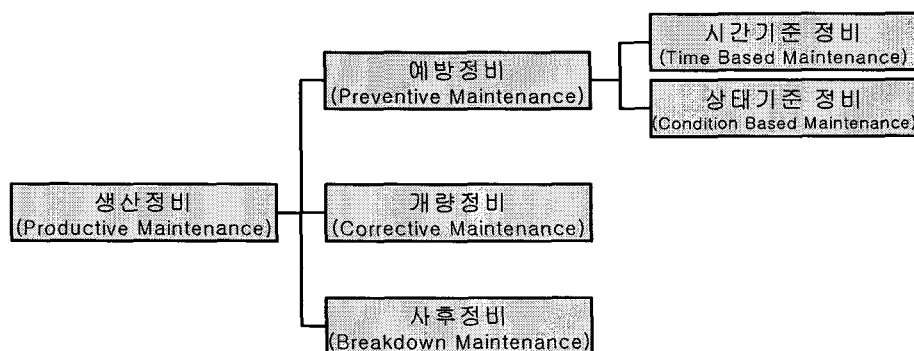 시간기준 정비
(Time Based Maintenance)
예방정비
(Preventive Maintenance)
상태기준 정비
(Condition Based Maintenance)
생산정비
(Productive Maintenance)
개량정비
(Corrective Maintenance)
사후정비
(Breakdown Maintenance)